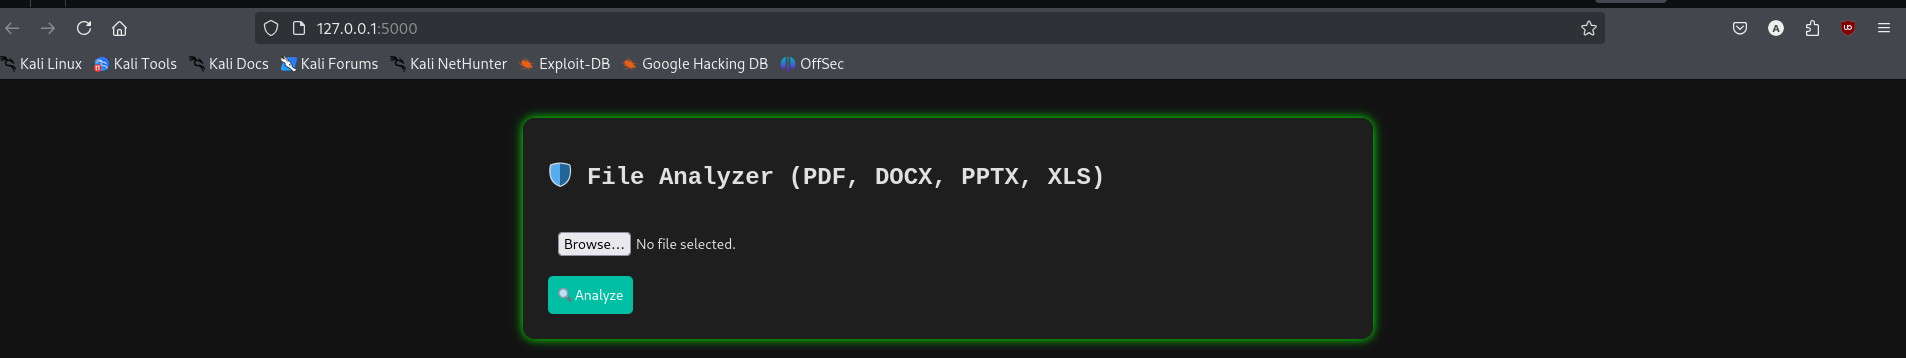 127.0.0.1:5000
Kali Linux Kali Tools Kali Docs Kali Forums Kali NetHunter Exploit-DB Google Hacking DB OffSec
File Analyzer (PDF, DOCX, PPTX, XLS)
Browse... No file selected.
Analyze